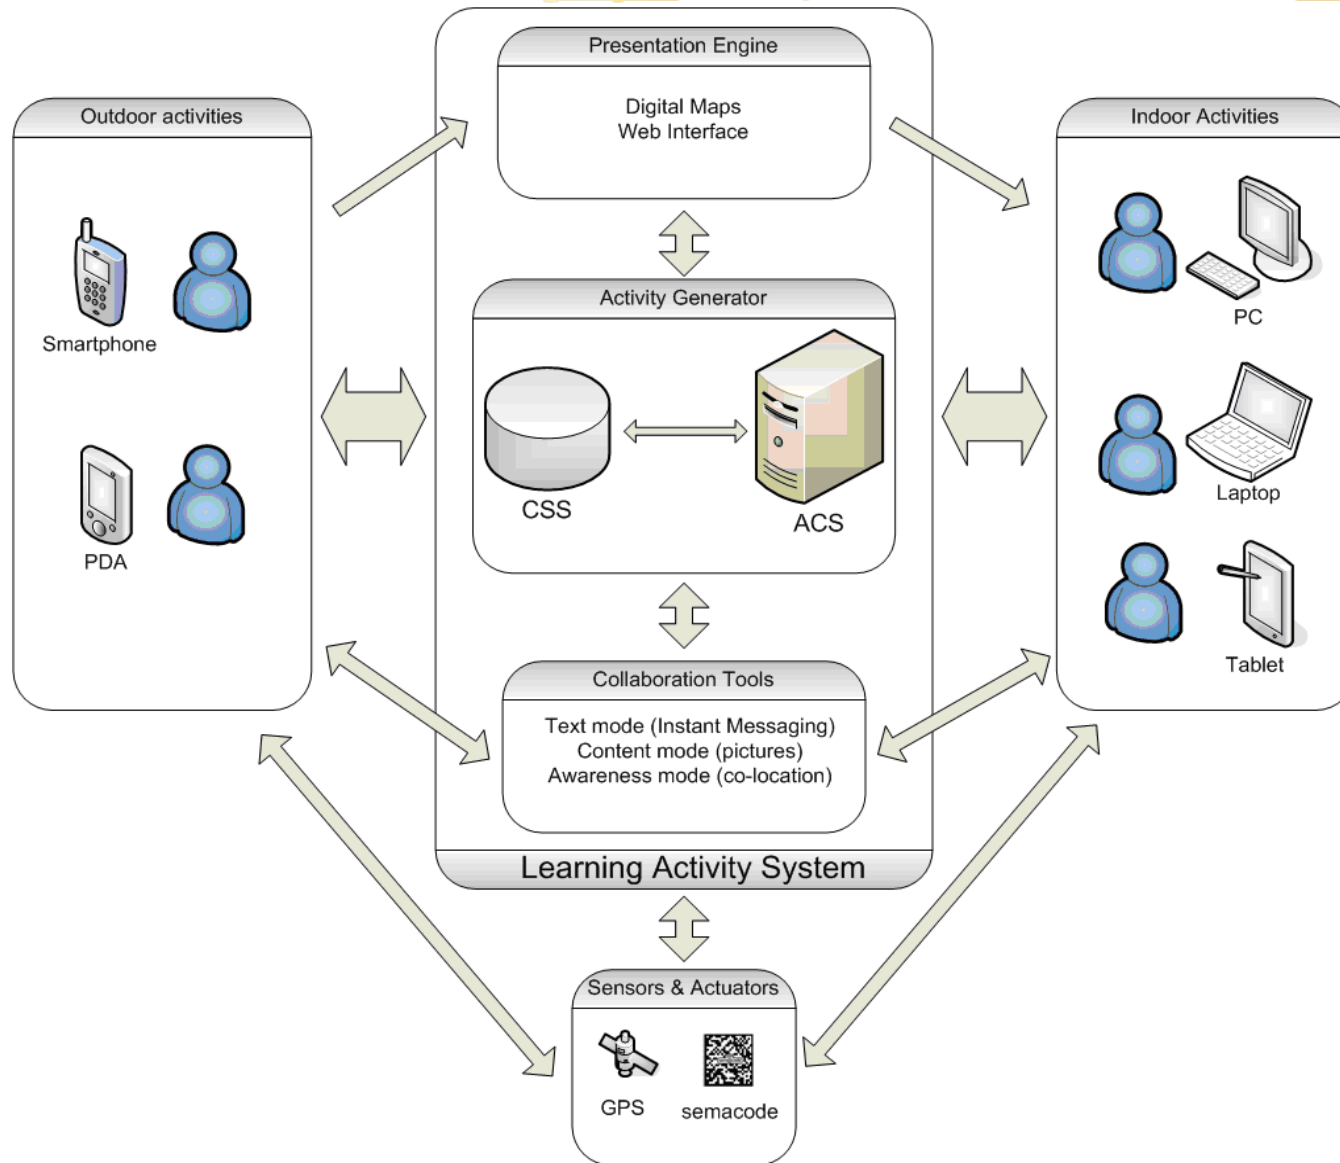 Presentation Engine
Digital Maps
Web Interface
Outdoor activities
Smartphone
PDA
Activity Generator
CSS
ACS
Indoor Activities
PC
Laptop
Tablet
Collaboration Tools
Text mode (Instant Messaging)
Content mode (pictures)
Awareness mode (co-location)
Learning Activity System
Sensors & Actuators
GPS
semacode